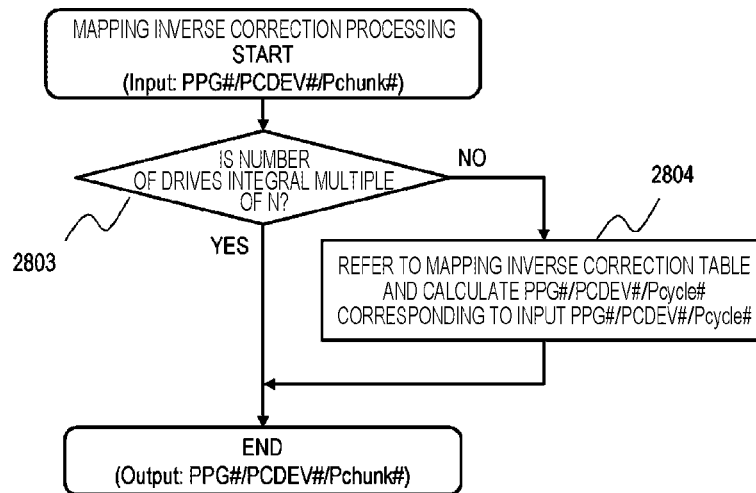 MAPPING INVERSE CORRECTION PROCESSING
START
(Input: PPG#/PCDEV#/Pchunk#)
IS NUMBER
OF DRIVES INTEGRAL MULTIPLE
OF N?
NO
2804
2803
YES
REFER TO MAPPING INVERSE CORRECTION TABLE
AND CALCULATE PPG#/PCDEV#/Pcycle#
CORRESPONDING TO INPUT PPG#/PCDEV#/Pcycle#
END
(Output: PPG#/PCDEV#/Pchunk#)